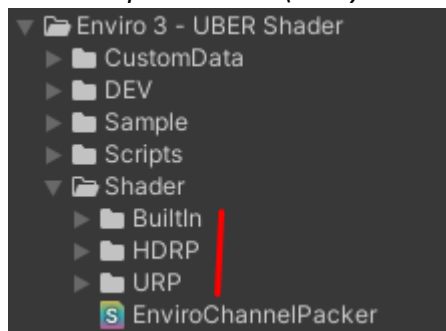 Enviro 3 - UBER Shader
CustomData
DEV
Sample
Scripts
Shader
BuiltIn
HDRP
URP
S EnviroChannelPacker